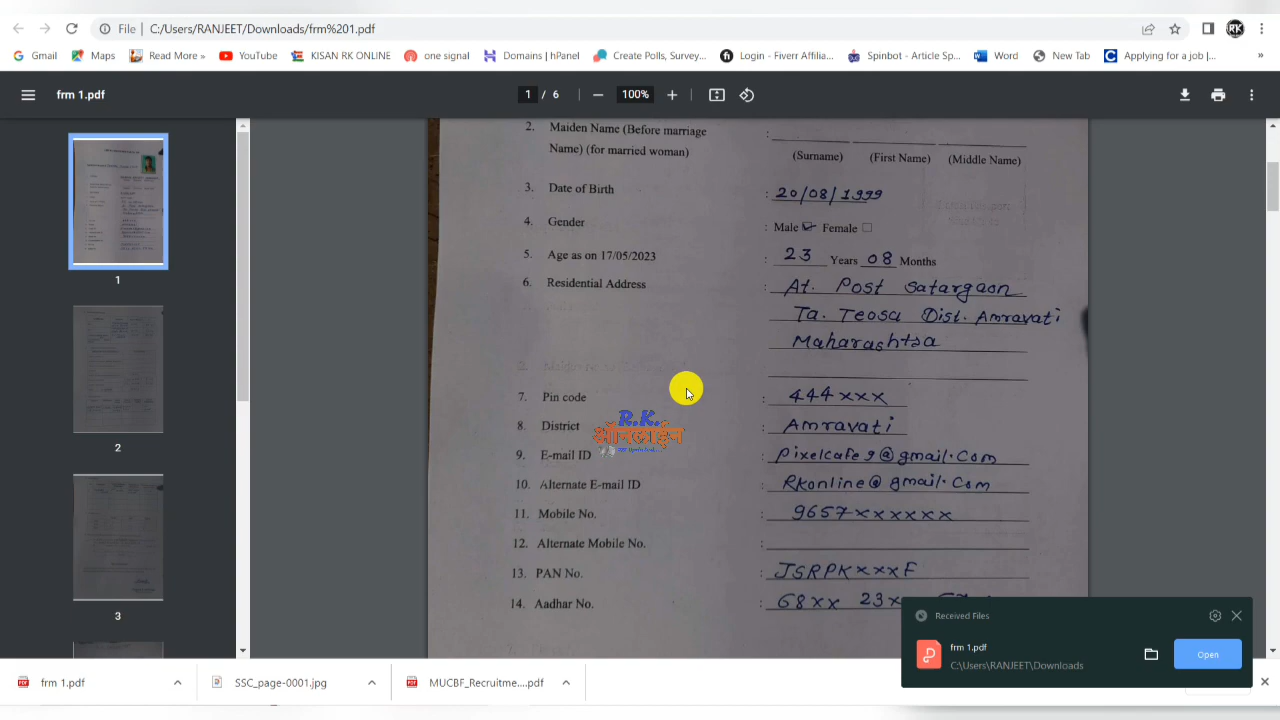 File C:/Users/RANJEET/Downloads/frm%201.pdf RK
Gmail Maps Read More » YouTube KISAN RK ONLINE one signal Domains | hPanel Create Polls, Survey... Login - Fiverr Affilia... Spinbot - Article Sp... Word New Tab Applying for a job |... »
frm 1.pdf 1 / 6 100%
2. Maiden Name (Before marriage
Name) (for married woman)
:
(Surname) (First Name) (Middle Name)
3. Date of Birth : 20/08/1999
4. Gender : Male Female
5. Age as on 17/05/2023 : 23 Years 08 Months
6. Residential Address : At. Post Satargaon
: Ta. Teosa Dist. Amravati
: Maharashtra
7. Pin code : 444xxx
8. District : Amravati
9. E-mail ID : Pixelcafe9@gmail.Com
10. Alternate E-mail ID : Rkonline@gmail.Com
11. Mobile No. : 9657xxxxxx
12. Alternate Mobile No. :
13. PAN No. : JSRPKxxxF
14. Aadhar No. : 68xx 23x
R.K.
ऑनलाईन
1
2
3
Received Files
frm 1.pdf
C:\Users\RANJEET\Downloads
Open
frm 1.pdf SSC_page-0001.jpg MUCBF_Recruitme....pdf